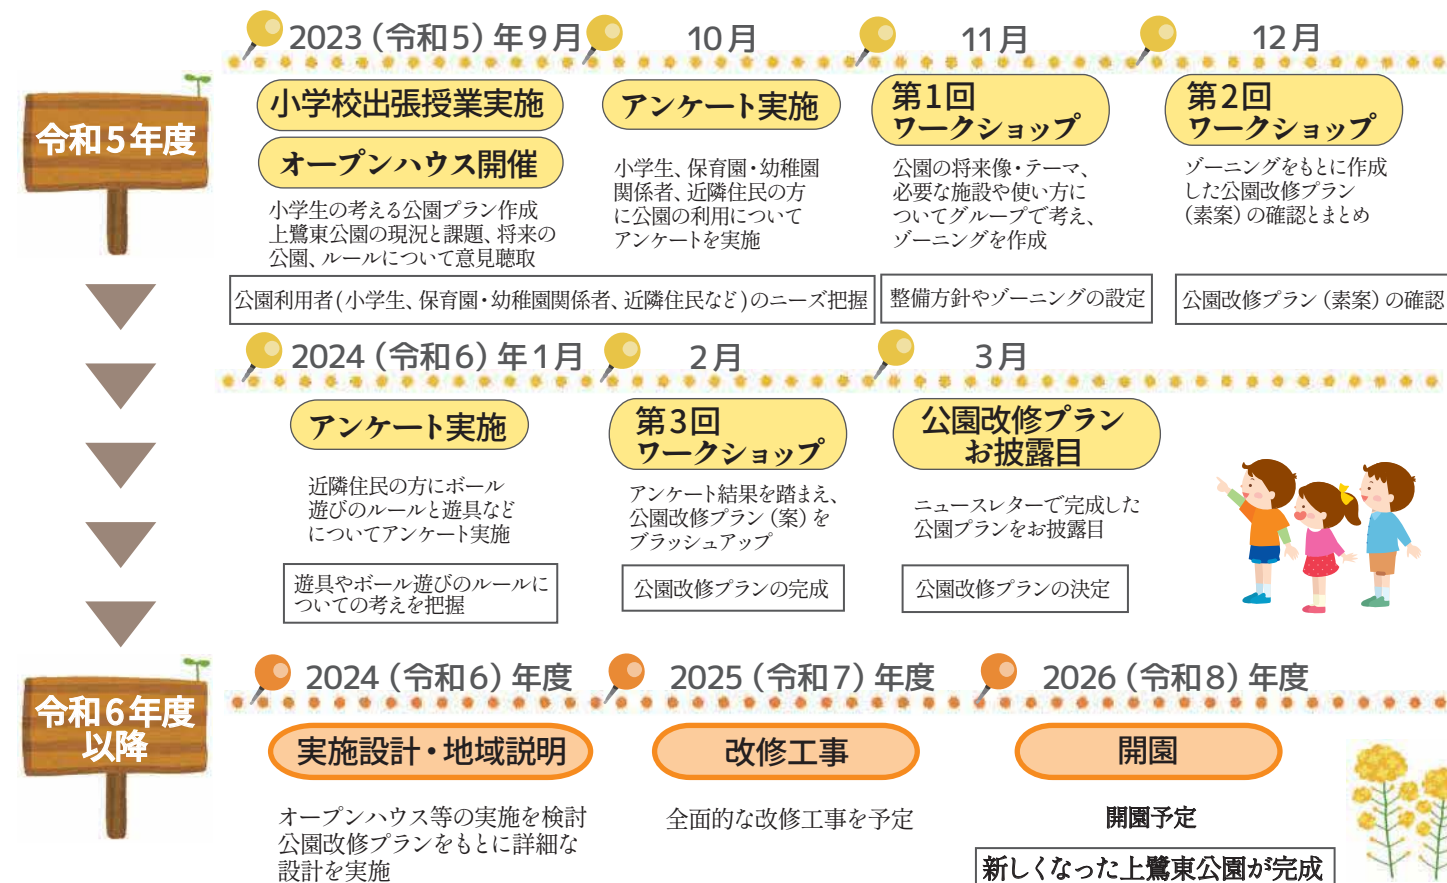 令和5年度
2023（令和5）年9月
小学校出張授業実施
オープンハウス開催
小学生の考える公園プラン作成
上鷺東公園の現況と課題、将来の
公園、ルールについて意見聴取
10月
アンケート実施
小学生、保育園・幼稚園
関係者、近隣住民の方
に公園の利用について
アンケートを実施
公園利用者(小学生、保育園・幼稚園関係者、近隣住民など)のニーズ把握
11月
第1回
ワークショップ
公園の将来像・テーマ、
必要な施設や使い方に
ついてグループで考え、
ゾーニングを作成
整備方針やゾーニングの設定
12月
第2回
ワークショップ
ゾーニングをもとに作成
した公園改修プラン
（素案）の確認とまとめ
公園改修プラン（素案）の確認
2024（令和6）年1月
アンケート実施
近隣住民の方にボール
遊びのルールと遊具など
についてアンケート実施
遊具やボール遊びのルールに
ついての考えを把握
2月
第3回
ワークショップ
アンケート結果を踏まえ、
公園改修プラン（案）を
ブラッシュアップ
公園改修プランの完成
3月
公園改修プラン
お披露目
ニュースレターで完成した
公園プランをお披露目
公園改修プランの決定
令和6年度
以降
2024（令和6）年度
実施設計・地域説明
オープンハウス等の実施を検討
公園改修プランをもとに詳細な
設計を実施
2025（令和7）年度
改修工事
全面的な改修工事を予定
2026（令和8）年度
開園
開園予定
新しくなった上鷺東公園が完成